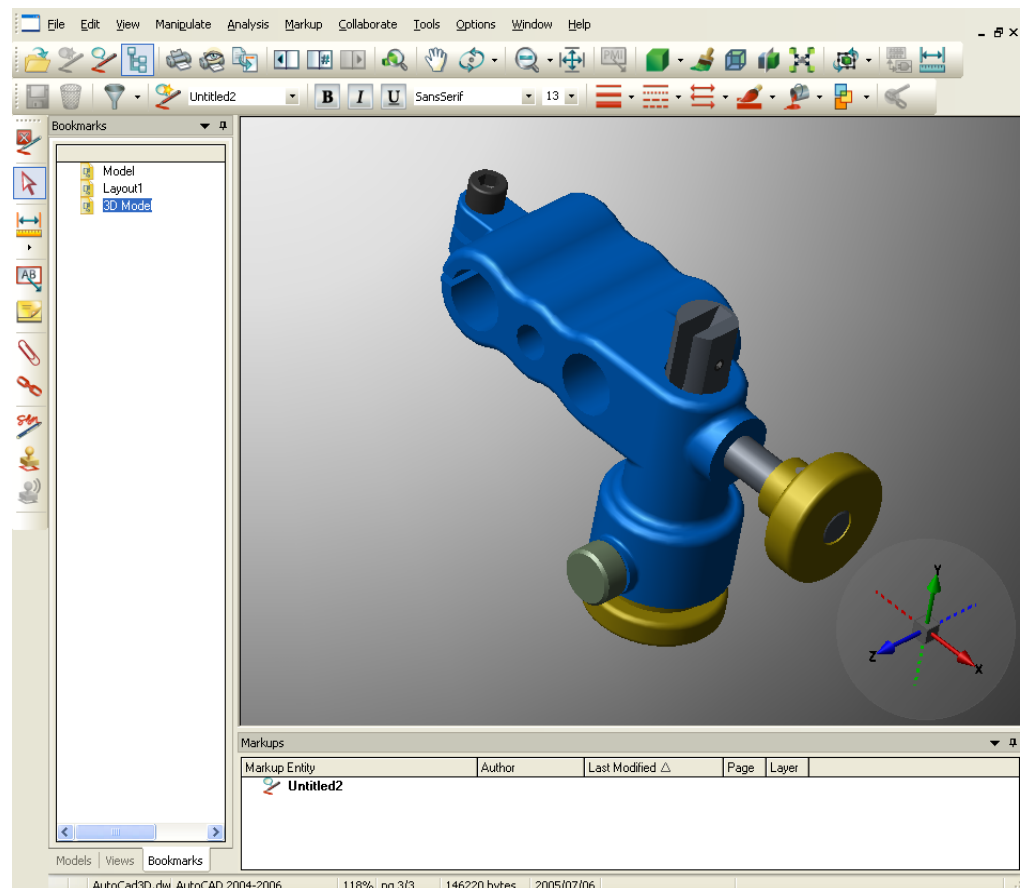 File Edit View Manipulate Analysis Markup Collaborate Tools Options Window Help
PMI
Untitled2 B I U SansSerif 13
Bookmarks
Model
Layout1
3D Model
AB
Y
Z
X
Markups
Markup Entity Author Last Modified Page Layer
Untitled2
Models Views Bookmarks
AutoCad3D.dw AutoCAD 2004-2006 118% pg 3/3 146220 bytes 2005/07/06